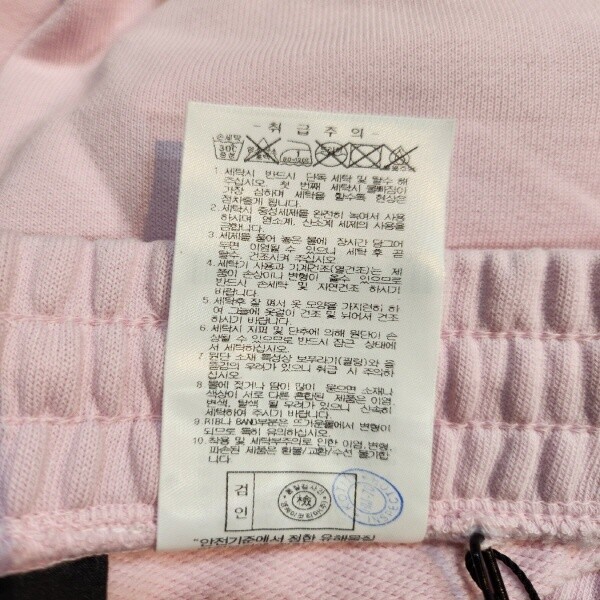 - 취 급 주 의 -
손세탁
30℃
중성
1. 세탁시 반드시 단독 세탁 및 탈수 해
주십시오. 첫 번째 세탁시 물빠짐이
가장 심하며 세탁을 할수록 현상은
점차줄게 됩니다.
2. 세탁시 중성세제를 완전히 녹여서 사용
하시며 염소계, 산소계 세제의 사용을
금합니다.
3. 세제를 풀어 놓은 물에 장시간 담그어
두면 이염될 수 있으니 세탁 후 곧
탈수, 건조시켜 주십시오.
4. 세탁기 사용과 기계건조(열건조)는 제
품이 손상이나 변형이 될수 있으므로
반드시 손세탁 및 자연건조 하시기
바랍니다.
5. 세탁후 잘 펴서 옷 모양을 가지런히 하
여 그늘에 옷걸이 건조 및 뉘어서 건조
하시기 바랍니다.
6. 세탁시 지퍼 및 단추에 의해 원단이 손
상될 수 있으므로 반드시 잠근 상태에
서 세탁하십시오.
7. 원단 소재 특성상 보푸라기(필링)와 올
뜯김의 우려가 있으니 취급 시 주의하
십시오.
8. 물에 젖거나 땀이 많이 묻으면 소재나
색상이 서로 다른 혼합된 제품은 이염,
변색, 탈색 될 우려가 있으니 신속히
세탁하여 주시기 바랍니다.
9. RIB나 BAND부분은 뜨거운물에서 변형이
되므로 특히 유의하십시오.
10. 착용 및 세탁부주의로 인한 이염, 변형,
파손된 제품은 환불/교환/수선 불가합
니다.
검
인
檢
"안전기준에서 정한 유해물질